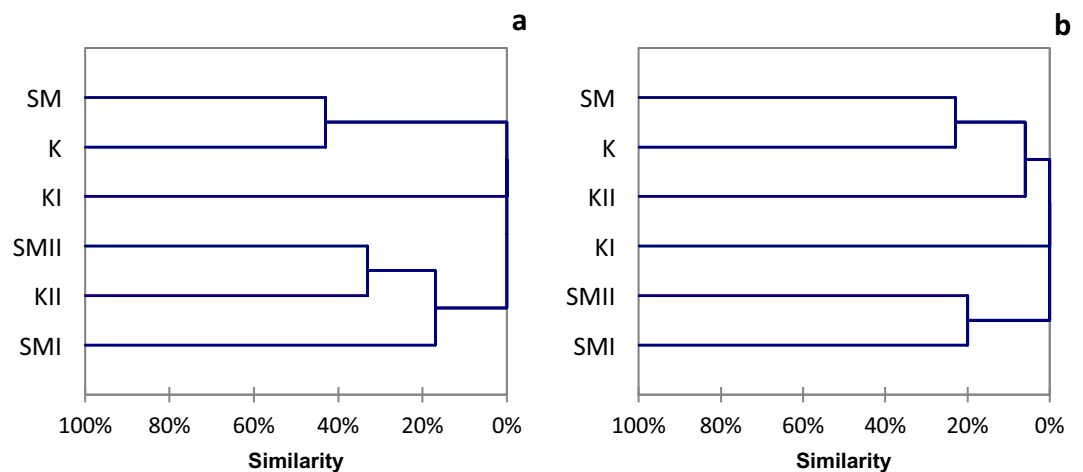 a
SM
K
KI
SMII
KII
SMI
100% 80% 60% 40% 20% 0%
Similarity
b
SM
K
KII
KI
SMII
SMI
100% 80% 60% 40% 20% 0%
Similarity